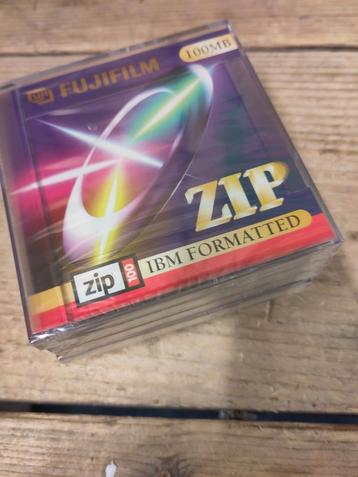 FUJIFILM
100MB
ZIP
zip 100
IBM FORMATTED